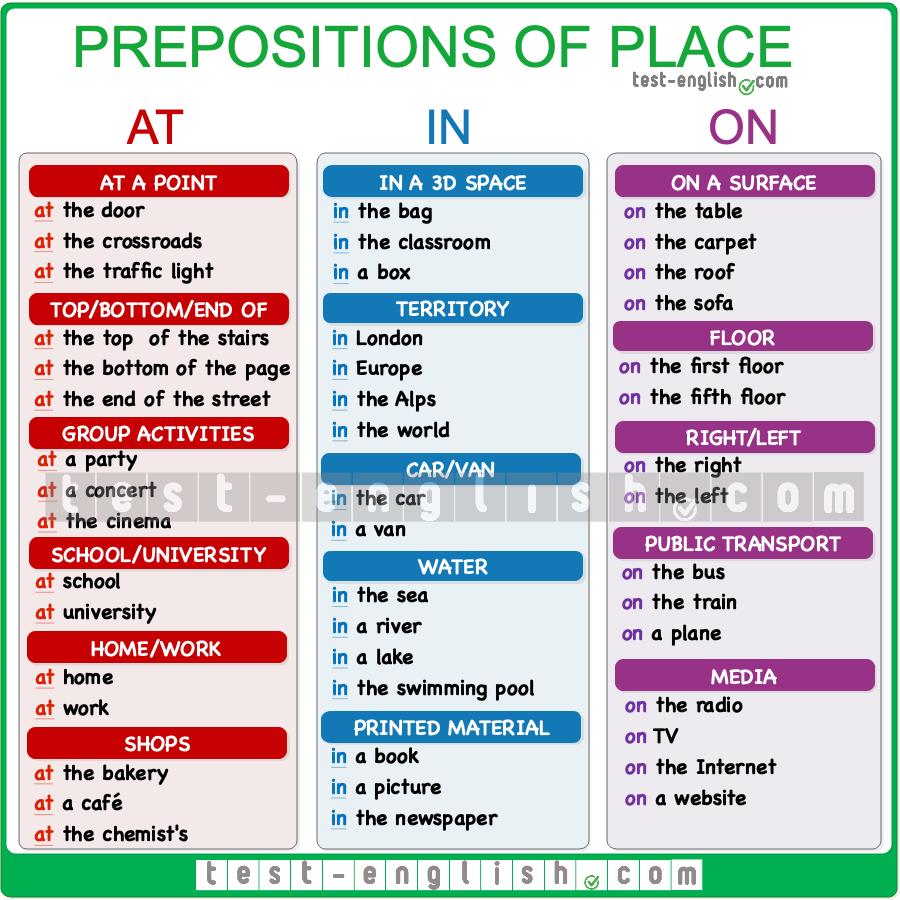 PREPOSITIONS OF PLACE
test-english.com
AT
AT A POINT
at the door
at the crossroads
at the traffic light
TOP/BOTTOM/END OF
at the top of the stairs
at the bottom of the page
at the end of the street
GROUP ACTIVITIES
at a party
at a concert
at the cinema
SCHOOL/UNIVERSITY
at school
at university
HOME/WORK
at home
at work
SHOPS
at the bakery
at a café
at the chemist's
IN
IN A 3D SPACE
in the bag
in the classroom
in a box
TERRITORY
in London
in Europe
in the Alps
in the world
CAR/VAN
in the car
in a van
WATER
in the sea
in a river
in a lake
in the swimming pool
PRINTED MATERIAL
in a book
in a picture
in the newspaper
ON
ON A SURFACE
on the table
on the carpet
on the roof
on the sofa
FLOOR
on the first floor
on the fifth floor
RIGHT/LEFT
on the right
on the left
PUBLIC TRANSPORT
on the bus
on the train
on a plane
MEDIA
on the radio
on TV
on the Internet
on a website
test-english.com
test-english.com